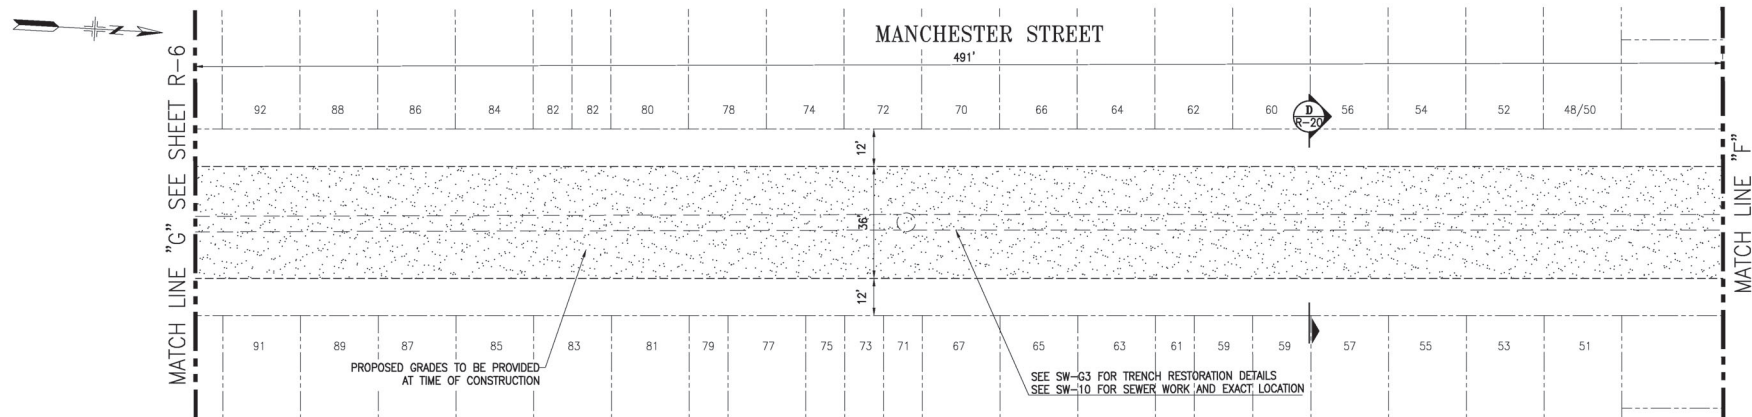 MANCHESTER STREET
491'
N
MATCH LINE "G" SEE SHEET R-6
MATCH LINE "F"
92 88 86 84 82 82 80 78 74 72 70 66 64 62 60 56 54 52 48/50
D
R-20
12'
36'
12'
91 89 87 85 83 81 79 77 75 73 71 67 65 63 61 59 59 57 55 53 51
PROPOSED GRADES TO BE PROVIDED
AT TIME OF CONSTRUCTION
SEE SW-G3 FOR TRENCH RESTORATION DETAILS
SEE SW-10 FOR SEWER WORK AND EXACT LOCATION